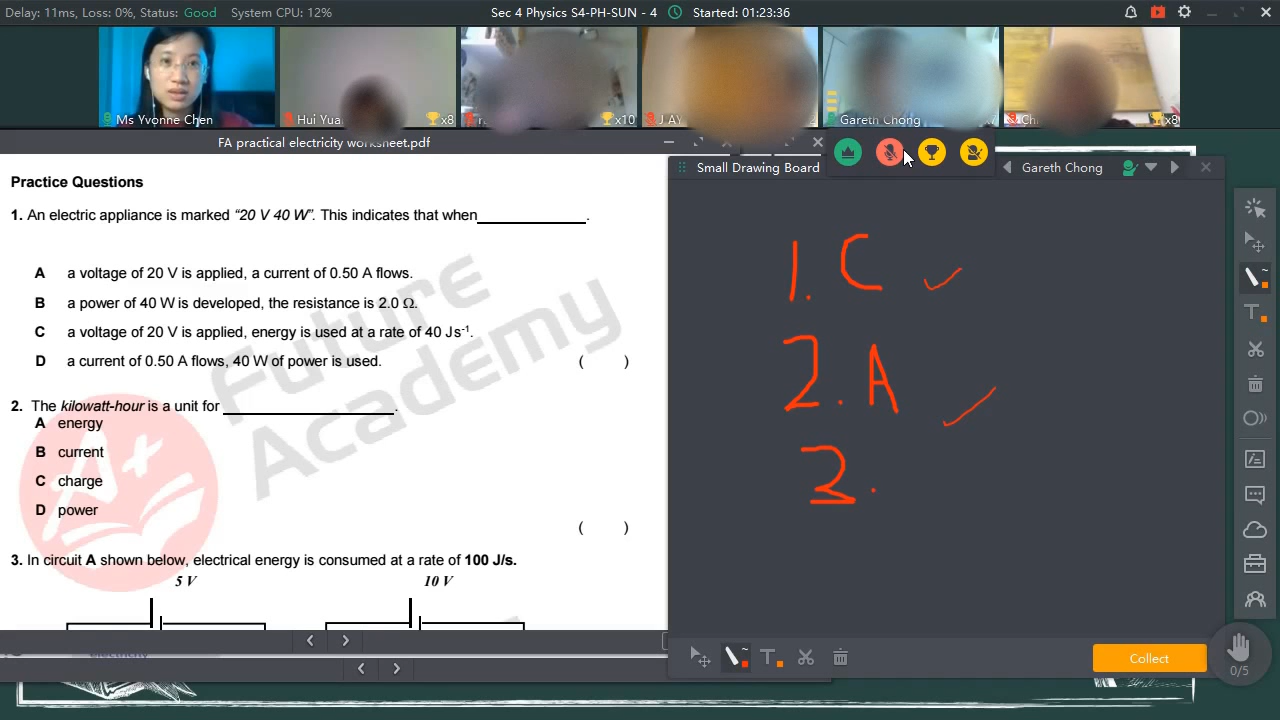 Delay: 11ms, Loss: 0%, Status: Good System CPU: 12% Sec 4 Physics S4-PH-SUN - 4 Started: 01:23:36
Ms Yvonne Chen
Hui Yua
x8
x10
J AY
Gareth Chong
x8
FA practical electricity worksheet.pdf
Practice Questions
1. An electric appliance is marked "20 V 40 W". This indicates that when____________.
A a voltage of 20 V is applied, a current of 0.50 A flows.
B a power of 40 W is developed, the resistance is 2.0 Ω.
C a voltage of 20 V is applied, energy is used at a rate of 40 Js⁻¹.
D a current of 0.50 A flows, 40 W of power is used. ( )
2. The kilowatt-hour is a unit for ___________________.
A energy
B current
C charge
D power
( )
3. In circuit A shown below, electrical energy is consumed at a rate of 100 J/s.
5 V 10 V
Future
Academy
A+
electricity
Small Drawing Board
Gareth Chong
1. C
2. A
2.
Collect
0/5